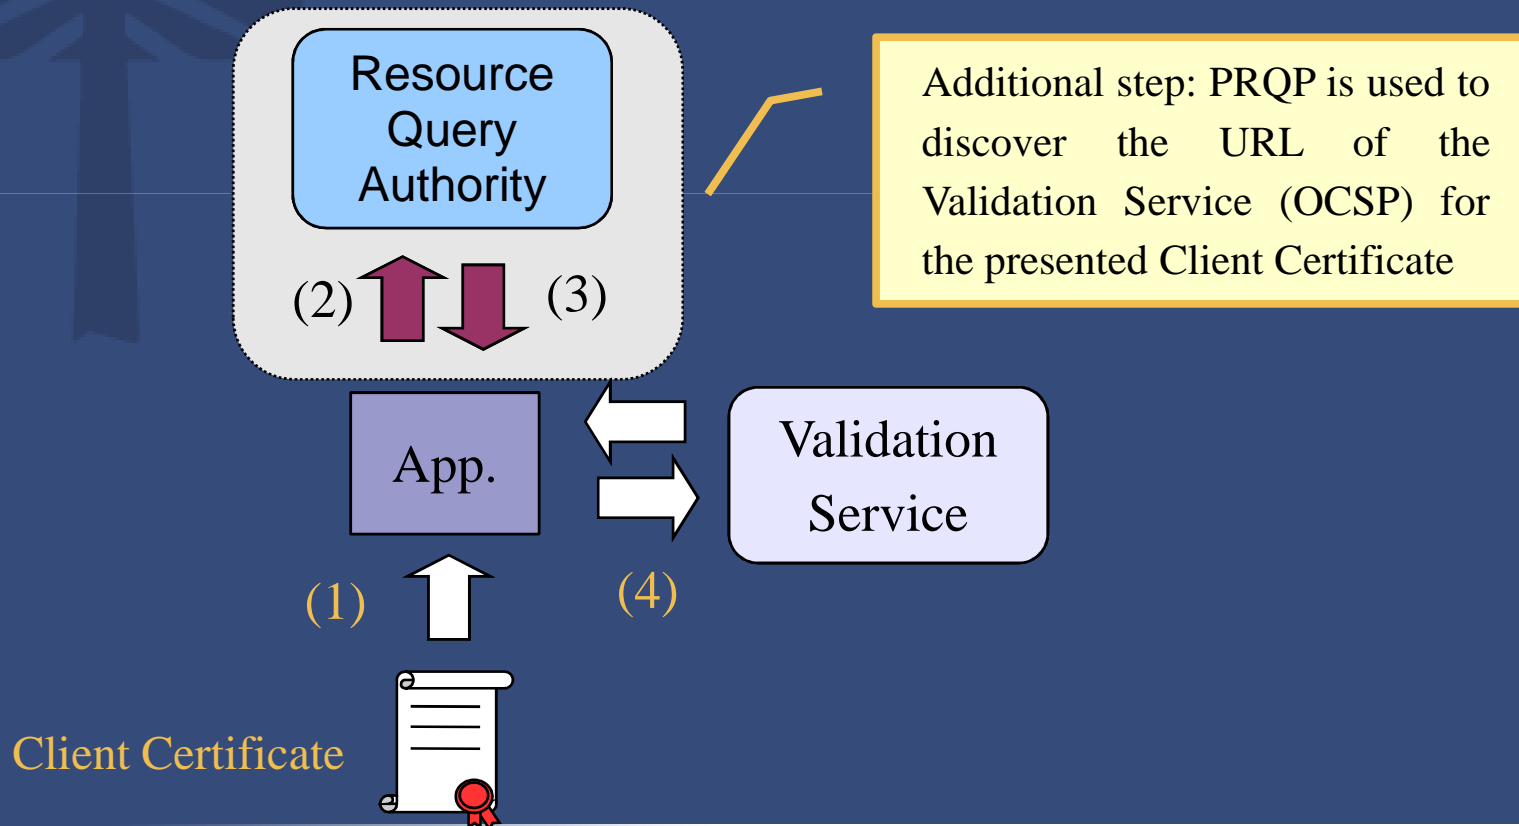 Resource
Query
Authority
Additional step: PRQP is used to
discover the URL of the
Validation Service (OCSP) for
the presented Client Certificate
(2)
(3)
App.
Validation
Service
(1)
(4)
Client Certificate